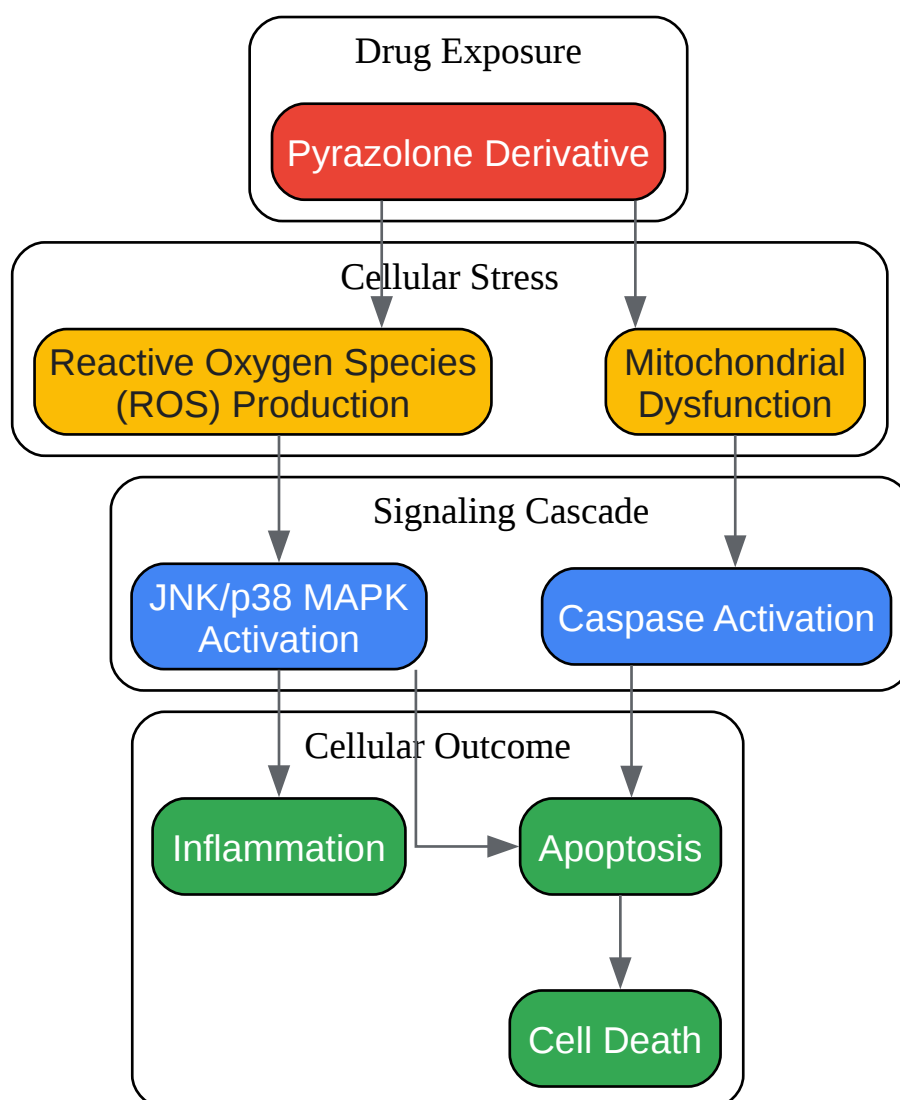 Drug Exposure
Pyrazolone Derivative
Cellular Stress
Reactive Oxygen Species
(ROS) Production
Mitochondrial
Dysfunction
Signaling Cascade
JNK/p38 MAPK
Activation
Caspase Activation
Cellular Outcome
Inflammation
Apoptosis
Cell Death